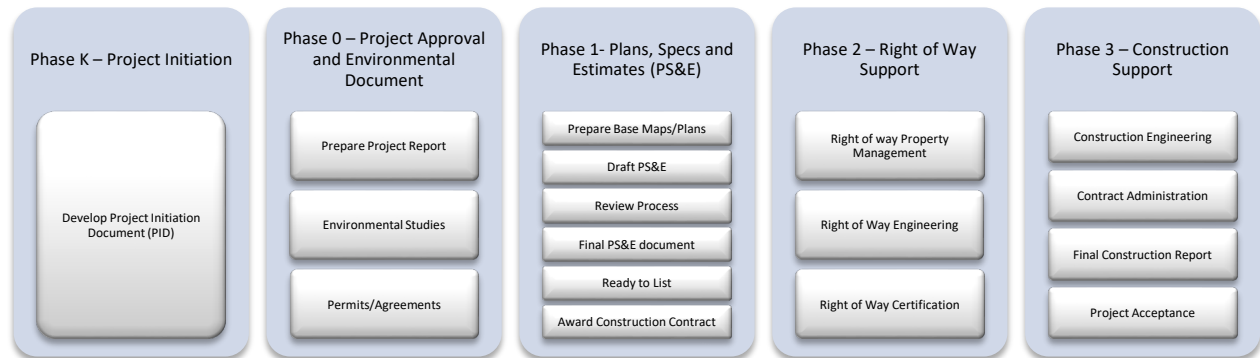 Phase K – Project Initiation
Develop Project Initiation
Document (PID)
Phase 0 – Project Approval
and Environmental
Document
Prepare Project Report
Environmental Studies
Permits/Agreements
Phase 1- Plans, Specs and
Estimates (PS&E)
Prepare Base Maps/Plans
Draft PS&E
Review Process
Final PS&E document
Ready to List
Award Construction Contract
Phase 2 – Right of Way
Support
Right of way Property
Management
Right of Way Engineering
Right of Way Certification
Phase 3 – Construction
Support
Construction Engineering
Contract Administration
Final Construction Report
Project Acceptance